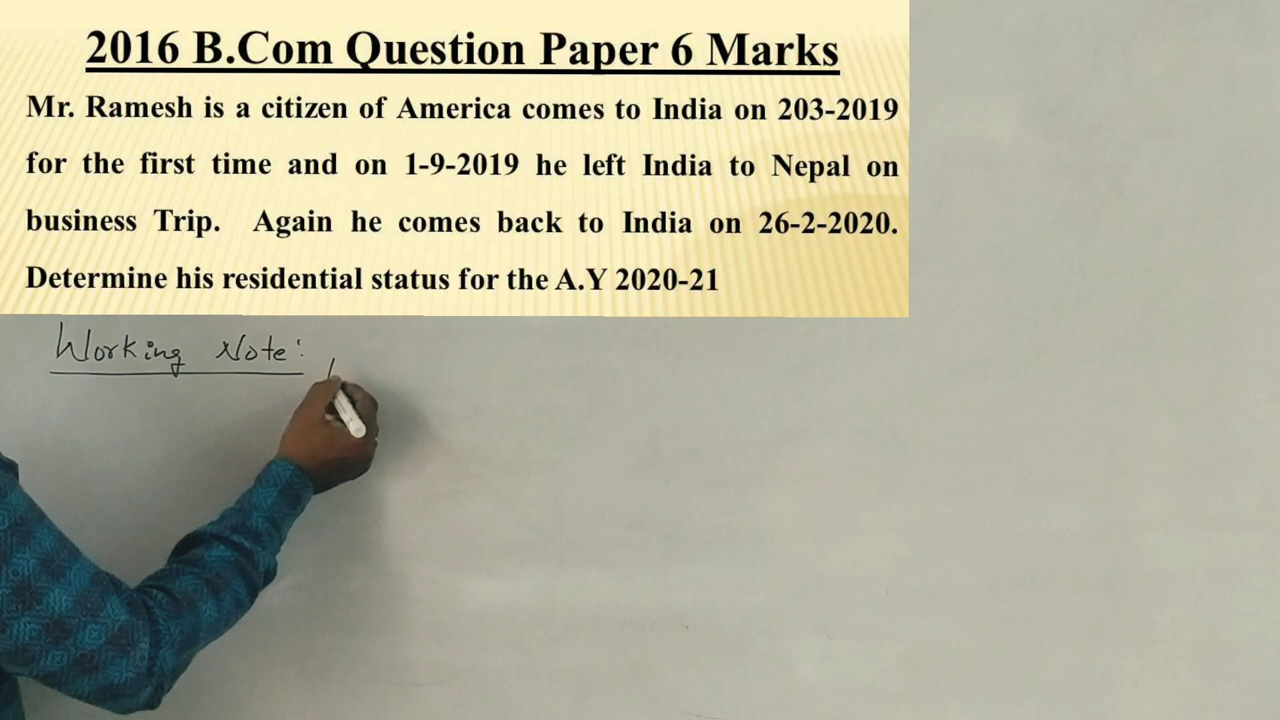 2016 B.Com Question Paper 6 Marks
Mr. Ramesh is a citizen of America comes to India on 203-2019
for the first time and on 1-9-2019 he left India to Nepal on
business Trip. Again he comes back to India on 26-2-2020.
Determine his residential status for the A.Y 2020-21
Working Note: